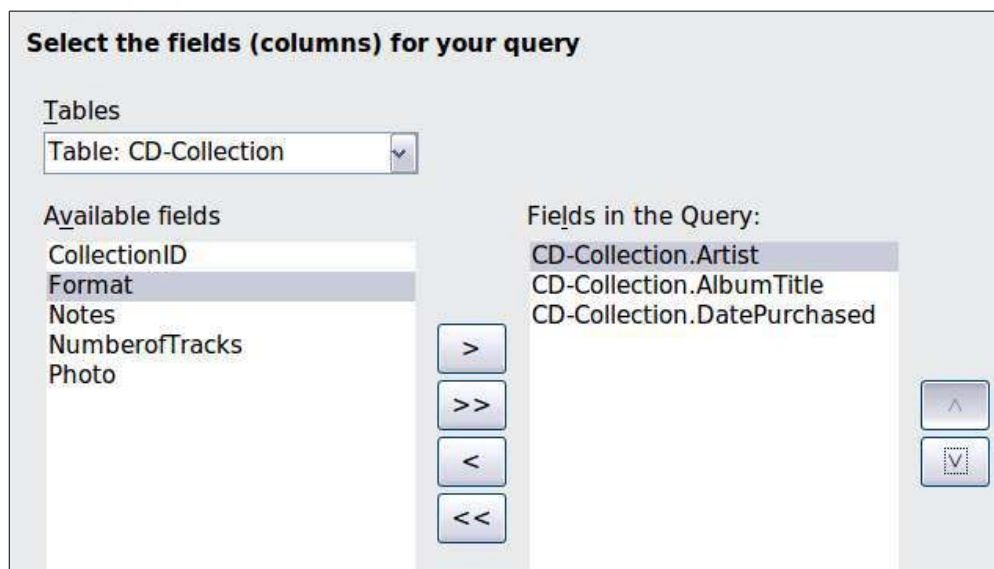 Select the fields (columns) for your query
Tables
Table: CD-Collection
Available fields
CollectionID
Format
Notes
NumberofTracks
Photo
>
>>
<
<<
Fields in the Query:
CD-Collection.Artist
CD-Collection.AlbumTitle
CD-Collection.DatePurchased